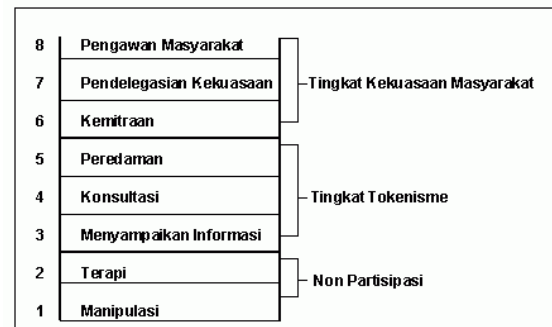 8 Pengawan Masyarakat
7 Pendelegasian Kekuasaan Tingkat Kekuasaan Masyarakat
6 Kemitraan
5 Peredaman
4 Konsultasi Tingkat Tokenisme
3 Menyampaikan Informasi
2 Terapi Non Partisipasi
1 Manipulasi